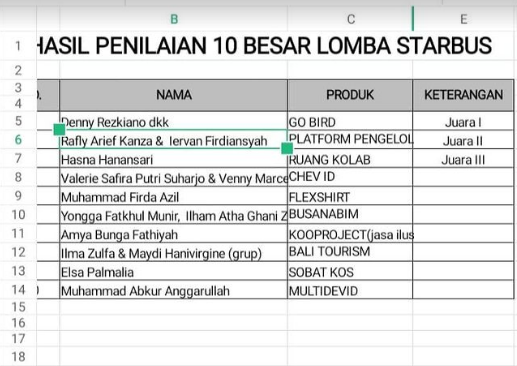 B C E
1 HASIL PENILAIAN 10 BESAR LOMBA STARBUS
2
3 NAMA PRODUK KETERANGAN
4
5 Denny Rezkiano dkk GO BIRD Juara I
6 Rafly Arief Kanza & Iervan Firdiansyah PLATFORM PENGELOL Juara II
7 Hasna Hanansari RUANG KOLAB Juara III
8 Valerie Safira Putri Suharjo & Venny Marce CHEV ID
9 Muhammad Firda Azil FLEXSHIRT
10 Yongga Fatkhul Munir, Ilham Atha Ghani Z BUSANABIM
11 Amya Bunga Fathiyah KOOPROJECT(jasa ilus
12 Ilma Zulfa & Maydi Hanivirgine (grup) BALI TOURISM
13 Elsa Palmalia SOBAT KOS
14 Muhammad Abkur Anggarullah MULTIDEVID
15
16
17
18